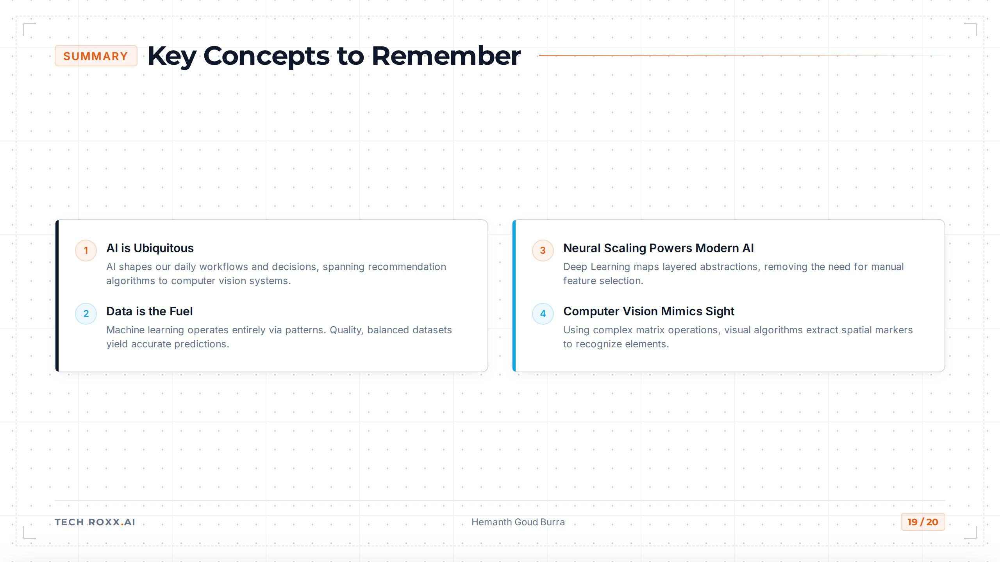 SUMMARY
Key Concepts to Remember
1
AI is Ubiquitous
AI shapes our daily workflows and decisions, spanning recommendation
algorithms to computer vision systems.
2
Data is the Fuel
Machine learning operates entirely via patterns. Quality, balanced datasets
yield accurate predictions.
3
Neural Scaling Powers Modern AI
Deep Learning maps layered abstractions, removing the need for manual
feature selection.
4
Computer Vision Mimics Sight
Using complex matrix operations, visual algorithms extract spatial markers
to recognize elements.
TECH ROXX.AI
Hemanth Goud Burra
19 / 20